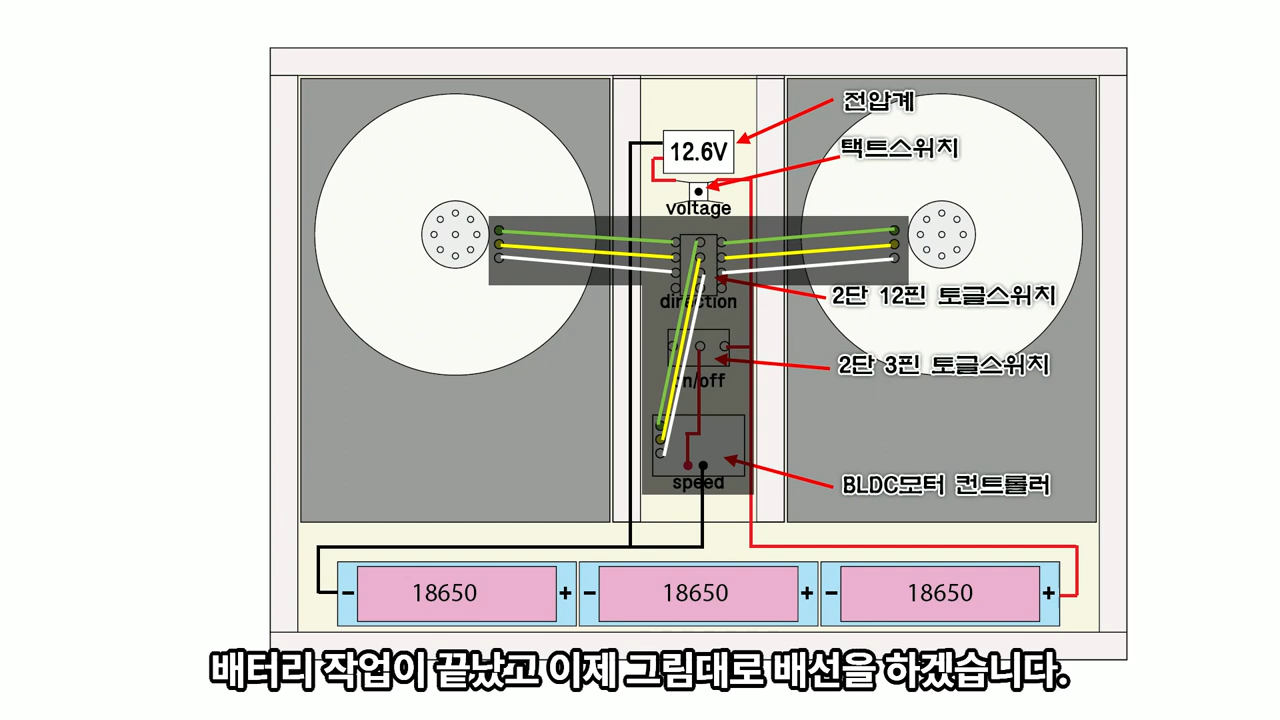 전압계
12.6V
택트스위치
voltage
direction
2단 12핀 토글스위치
2단 3핀 토글스위치
on/off
speed
BLDC모터 컨트롤러
- 18650 + - 18650 + - 18650 +
배터리 작업이 끝났고 이제 그림대로 배선을 하겠습니다.